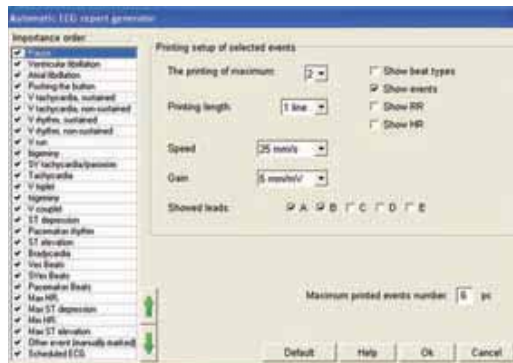 Automatic ECG report generator
Importance order:
Pause
Ventricular fibrillation
Atrial fibrillation
Pushing the button
V tachycardia, sustained
V tachycardia, non-sustained
V rhythm, sustained
V rhythm, non-sustained
V run
bigeminy
SV tachycardia/paroxism
Tachycardia
V triplet
V couplet
ST depression
Pacemaker rhythm
ST elevation
Bradycardia
Ves Beats
SVes Beats
Pacemaker Beats
Max HR
Max ST depression
Min HR
Max ST elevation
Other event (manually marked)
Scheduled ECG
Printing setup of selected events
The printing of maximum: 2
Show beat types
Show events
Printing length: 1 line
Show RR
Show HR
Speed 25 mm/s
Gain 5 mm/mV
Showed leads: A B C D E
Maximum printed events number: 6 ps
Default Help Ok Cancel